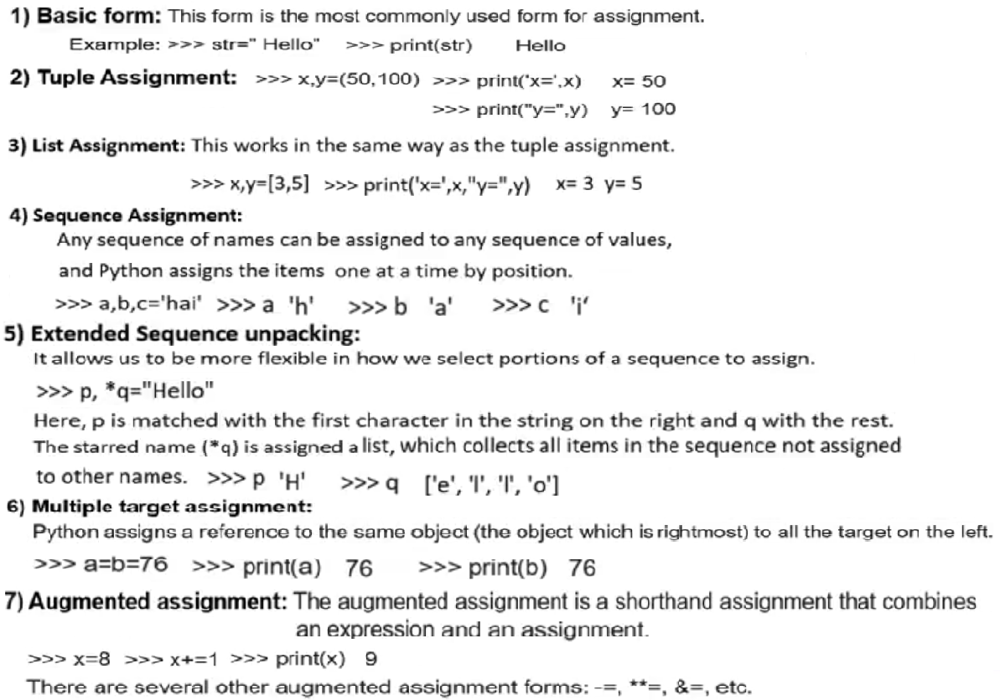 1) Basic form: This form is the most commonly used form for assignment.
Example: >>> str=" Hello" >>> print(str) Hello
2) Tuple Assignment: >>> x,y=(50,100) >>> print('x=',x) x= 50
>>> print("y=",y) y= 100
3) List Assignment: This works in the same way as the tuple assignment.
>>> x,y=[3,5] >>> print('x=',x,"y=",y) x= 3 y= 5
4) Sequence Assignment:
Any sequence of names can be assigned to any sequence of values,
and Python assigns the items one at a time by position.
>>> a,b,c='hai' >>> a 'h' >>> b 'a' >>> c 'i'
5) Extended Sequence unpacking:
It allows us to be more flexible in how we select portions of a sequence to assign.
>>> p, *q="Hello"
Here, p is matched with the first character in the string on the right and q with the rest.
The starred name (*q) is assigned a list, which collects all items in the sequence not assigned
to other names. >>> p 'H' >>> q ['e', 'l', 'l', 'o']
6) Multiple target assignment:
Python assigns a reference to the same object (the object which is rightmost) to all the target on the left.
>>> a=b=76 >>> print(a) 76 >>> print(b) 76
7) Augmented assignment: The augmented assignment is a shorthand assignment that combines
an expression and an assignment.
>>> x=8 >>> x+=1 >>> print(x) 9
There are several other augmented assignment forms: -=, **=, &=, etc.